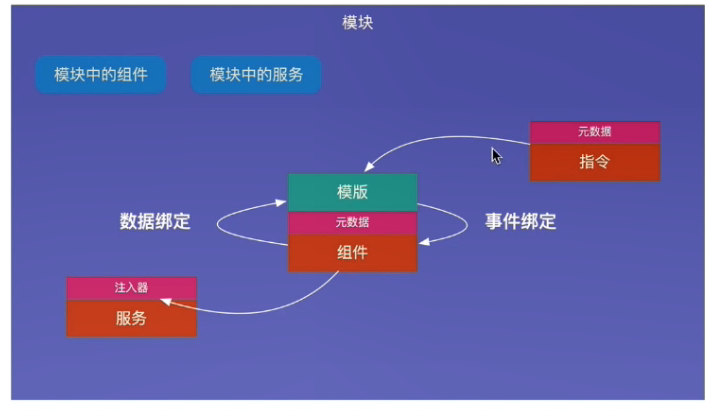 模块
模块中的组件
模块中的服务
元数据
指令
模版
数据绑定
元数据
事件绑定
组件
注入器
服务